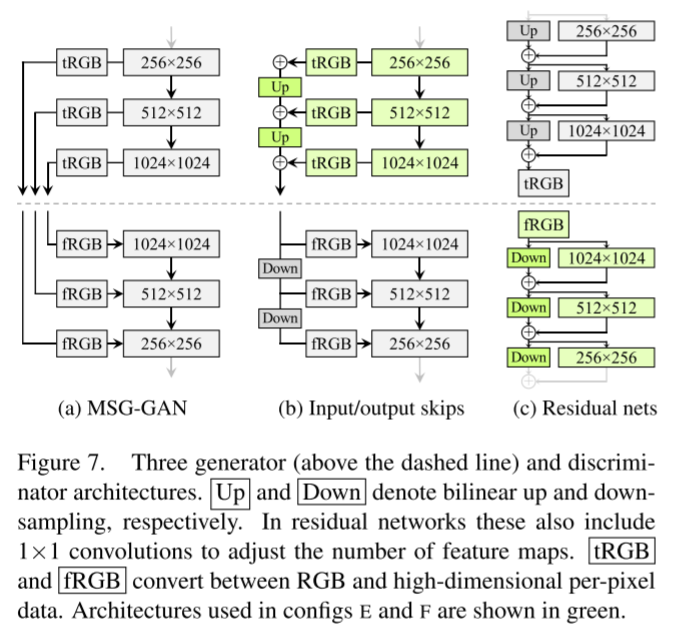 tRGB 256×256
tRGB 512×512
tRGB 1024×1024
fRGB 1024×1024
fRGB 512×512
fRGB 256×256
(a) MSG-GAN
tRGB 256×256
Up
tRGB 512×512
Up
tRGB 1024×1024
fRGB 1024×1024
Down
fRGB 512×512
Down
fRGB 256×256
(b) Input/output skips
Up 256×256
Up 512×512
Up 1024×1024
tRGB
fRGB
Down 1024×1024
Down 512×512
Down 256×256
(c) Residual nets
Figure 7. Three generator (above the dashed line) and discrimi-
nator architectures. Up and Down denote bilinear up and down-
sampling, respectively. In residual networks these also include
1×1 convolutions to adjust the number of feature maps. tRGB
and fRGB convert between RGB and high-dimensional per-pixel
data. Architectures used in configs E and F are shown in green.